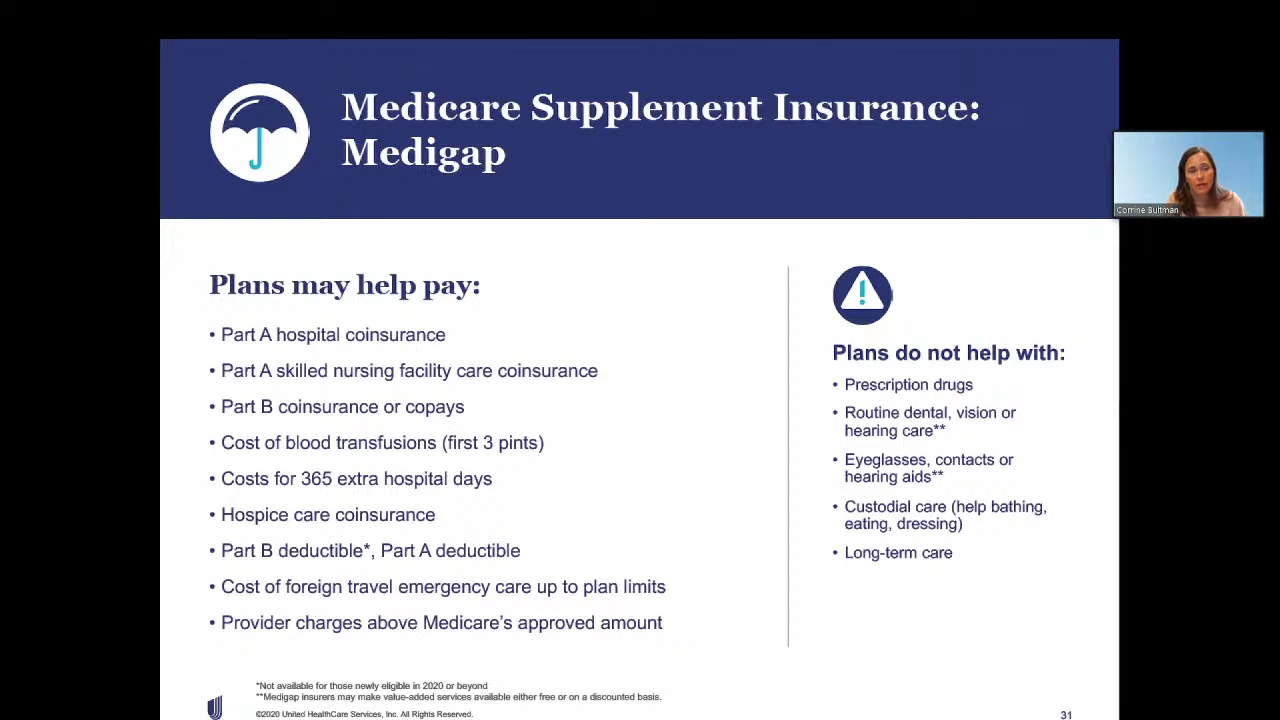 Medicare Supplement Insurance:
Medigap
Corrine Bultman
Plans may help pay:
• Part A hospital coinsurance
• Part A skilled nursing facility care coinsurance
• Part B coinsurance or copays
• Cost of blood transfusions (first 3 pints)
• Costs for 365 extra hospital days
• Hospice care coinsurance
• Part B deductible*, Part A deductible
• Cost of foreign travel emergency care up to plan limits
• Provider charges above Medicare's approved amount
Plans do not help with:
• Prescription drugs
• Routine dental, vision or
hearing care**
• Eyeglasses, contacts or
hearing aids**
• Custodial care (help bathing,
eating, dressing)
• Long-term care
*Not available for those newly eligible in 2020 or beyond
**Medigap insurers may make value-added services available either free or on a discounted basis.
©2020 United HealthCare Services, Inc. All Rights Reserved.
31